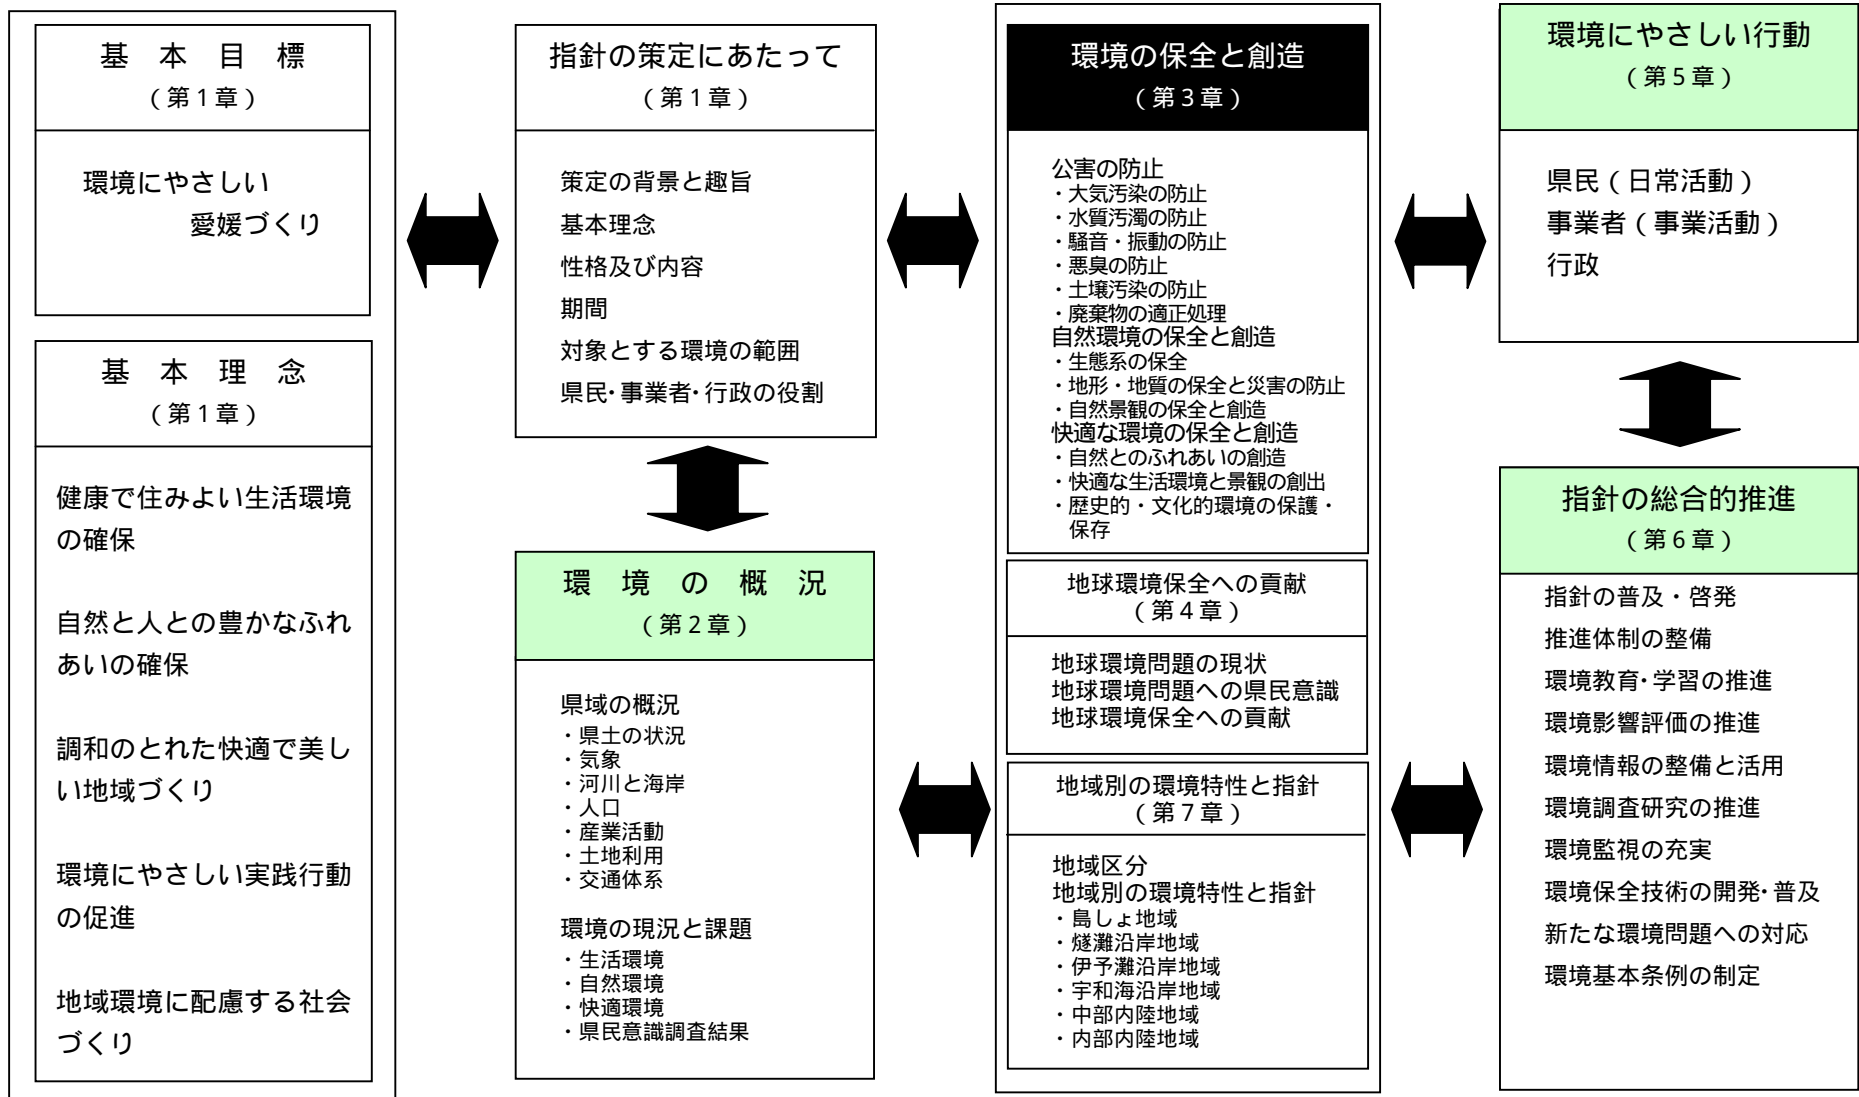 基 本 目 標
(第1章)
環境にやさしい
愛媛づくり
基 本 理 念
(第1章)
健康で住みよい生活環境
の確保
自然と人との豊かなふれ
あいの確保
調和のとれた快適で美し
い地域づくり
環境にやさしい実践行動
の促進
地域環境に配慮する社会
づくり
指針の策定にあたって
(第1章)
策定の背景と趣旨
基本理念
性格及び内容
期間
対象とする環境の範囲
県民・事業者・行政の役割
環 境 の 概 況
(第2章)
県域の概況
・県土の状況
・気象
・河川と海岸
・人口
・産業活動
・土地利用
・交通体系
環境の現況と課題
・生活環境
・自然環境
・快適環境
・県民意識調査結果
環境の保全と創造
(第3章)
公害の防止
・大気汚染の防止
・水質汚濁の防止
・騒音・振動の防止
・悪臭の防止
・土壌汚染の防止
・廃棄物の適正処理
自然環境の保全と創造
・生態系の保全
・地形・地質の保全と災害の防止
・自然景観の保全と創造
快適な環境の保全と創造
・自然とのふれあいの創造
・快適な生活環境と景観の創出
・歴史的・文化的環境の保護・
保存
地球環境保全への貢献
(第4章)
地球環境問題の現状
地球環境問題への県民意識
地球環境保全への貢献
地域別の環境特性と指針
(第7章)
地域区分
地域別の環境特性と指針
・島しょ地域
・燧灘沿岸地域
・伊予灘沿岸地域
・宇和海沿岸地域
・中部内陸地域
・内部内陸地域
環境にやさしい行動
(第5章)
県民(日常活動)
事業者(事業活動)
行政
指針の総合的推進
(第6章)
指針の普及・啓発
推進体制の整備
環境教育・学習の推進
環境影響評価の推進
環境情報の整備と活用
環境調査研究の推進
環境監視の充実
環境保全技術の開発・普及
新たな環境問題への対応
環境基本条例の制定